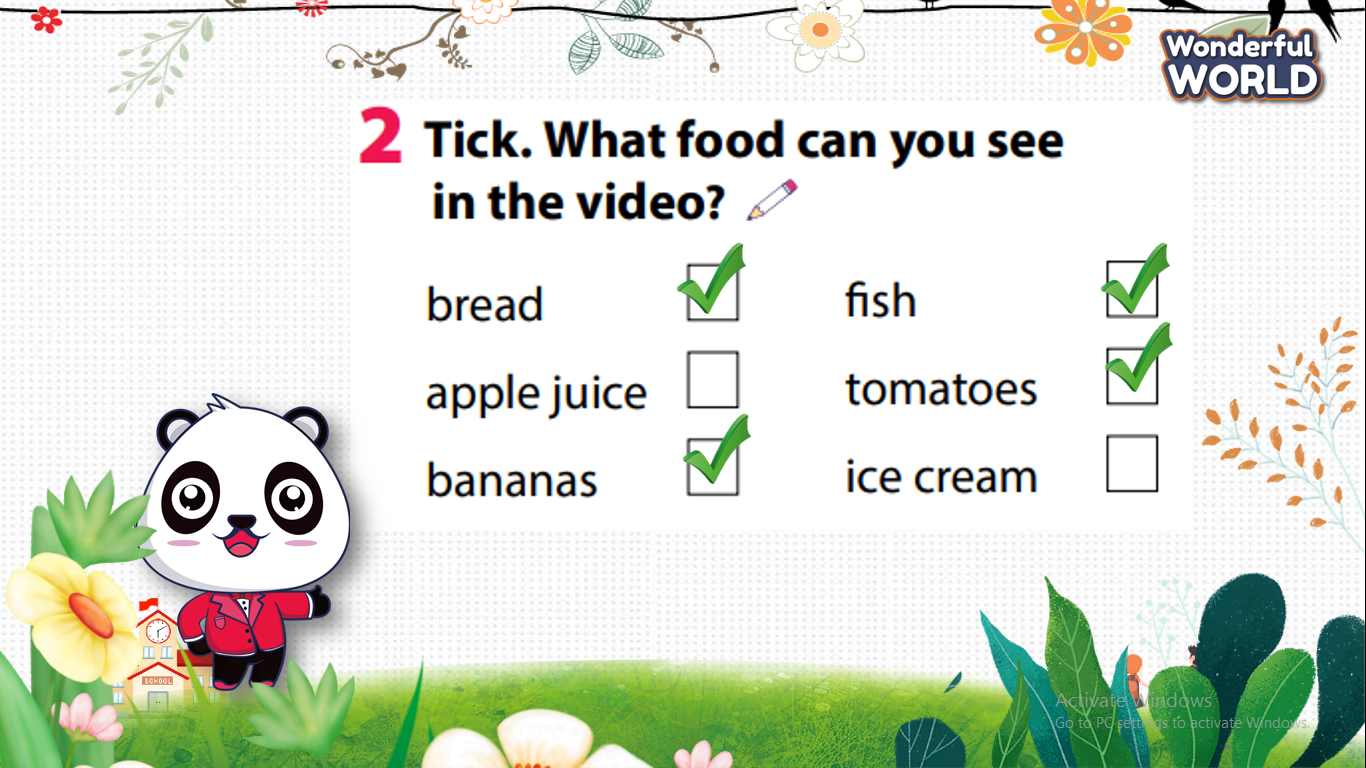 Wonderful
WORLD
2 Tick. What food can you see
in the video?
bread
fish
apple juice
tomatoes
bananas
ice cream
SCHOOL
Activate Windows
Go to PC settings to activate Windows.